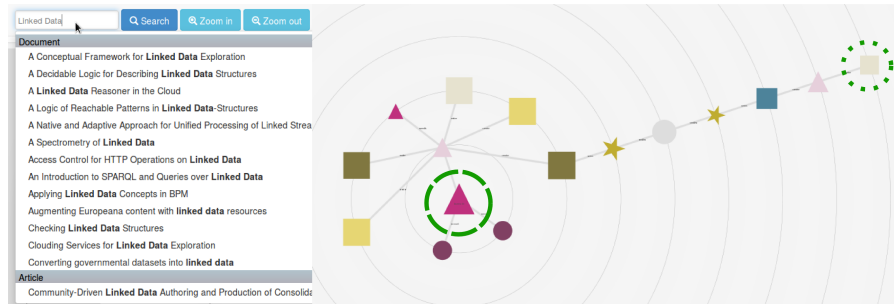 Linked Data
Search
Zoom in
Zoom out
Document
A Conceptual Framework for Linked Data Exploration
A Decidable Logic for Describing Linked Data Structures
A Linked Data Reasoner in the Cloud
A Logic of Reachable Patterns in Linked Data-Structures
A Native and Adaptive Approach for Unified Processing of Linked Strea
A Spectrometry of Linked Data
Access Control for HTTP Operations on Linked Data
An Introduction to SPARQL and Queries over Linked Data
Applying Linked Data Concepts in BPM
Augmenting Europeana content with linked data resources
Checking Linked Data Structures
Clouding Services for Linked Data Exploration
Converting governmental datasets into linked data
Article
Community-Driven Linked Data Authoring and Production of Consolida